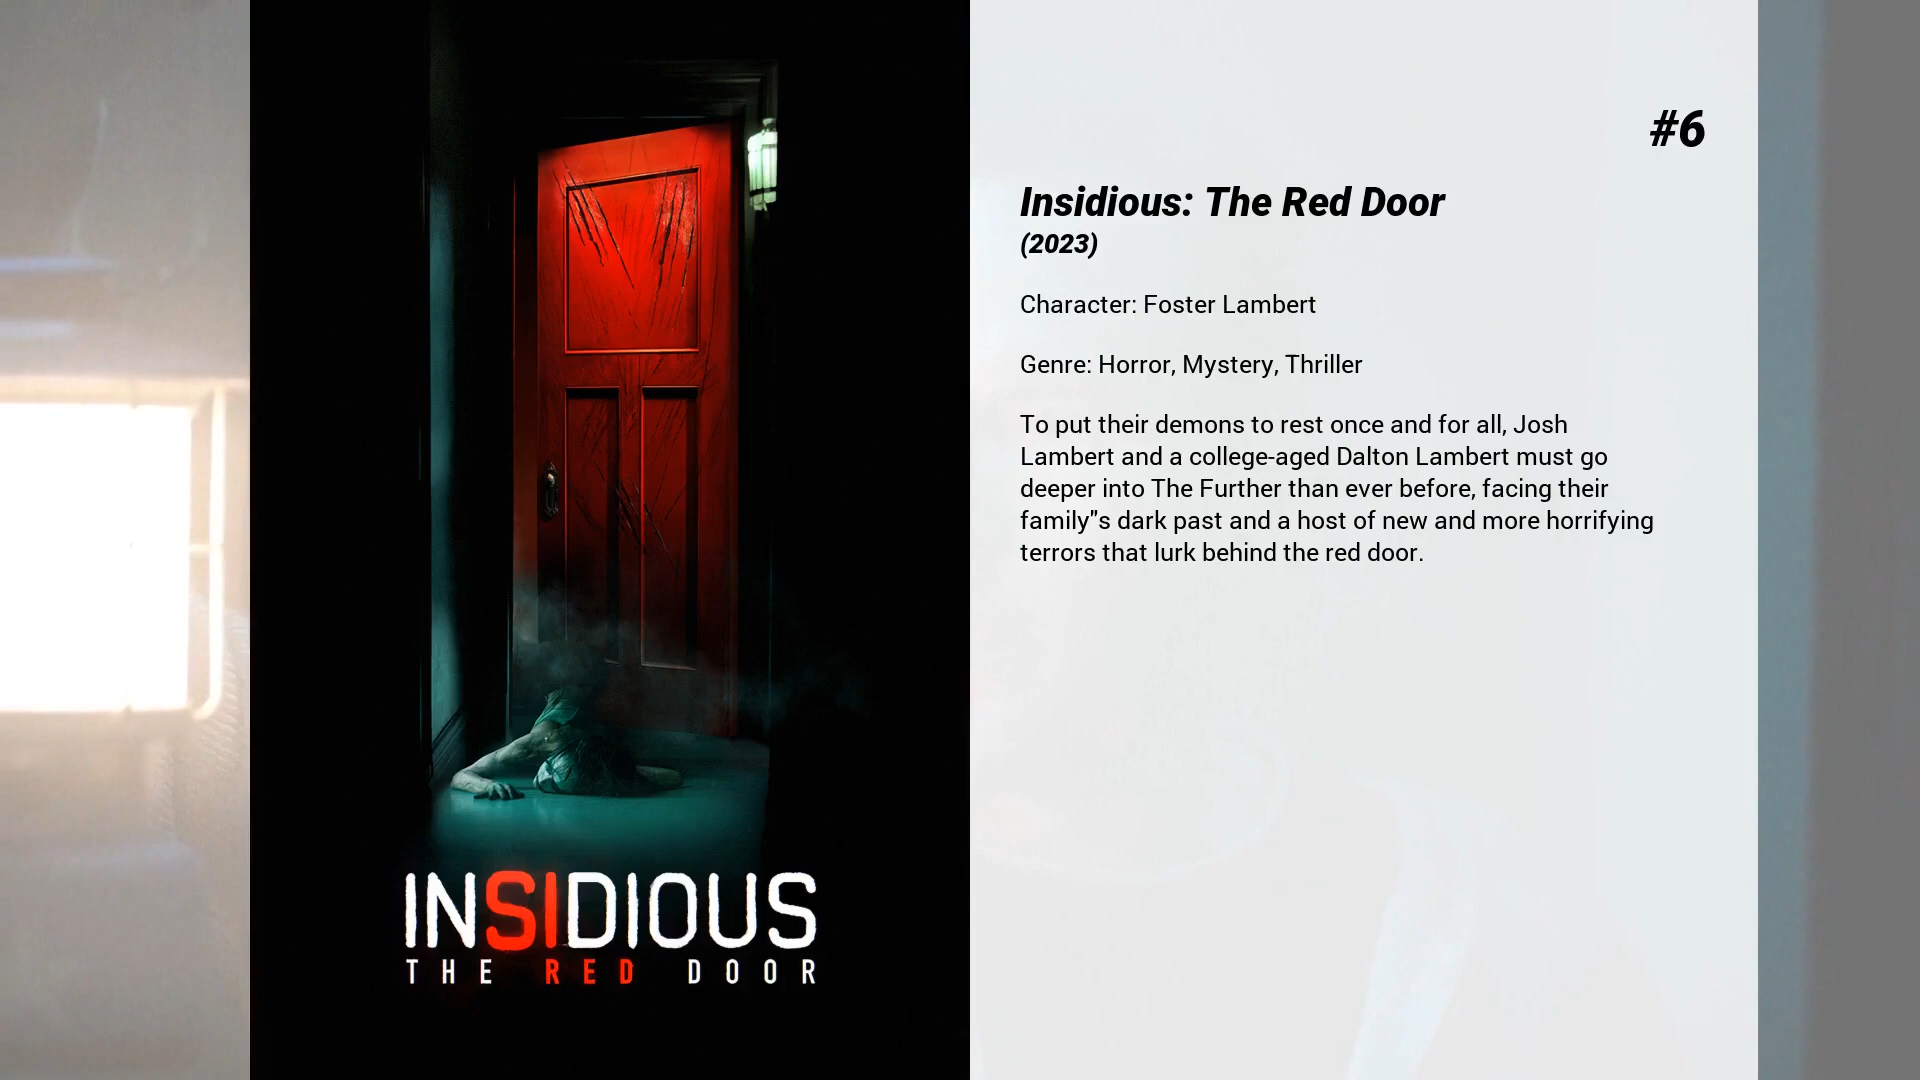 #6
Insidious: The Red Door
(2023)
Character: Foster Lambert
Genre: Horror, Mystery, Thriller
To put their demons to rest once and for all, Josh
Lambert and a college-aged Dalton Lambert must go
deeper into The Further than ever before, facing their
family"s dark past and a host of new and more horrifying
terrors that lurk behind the red door.
INSIDIOUS
THE RED DOOR